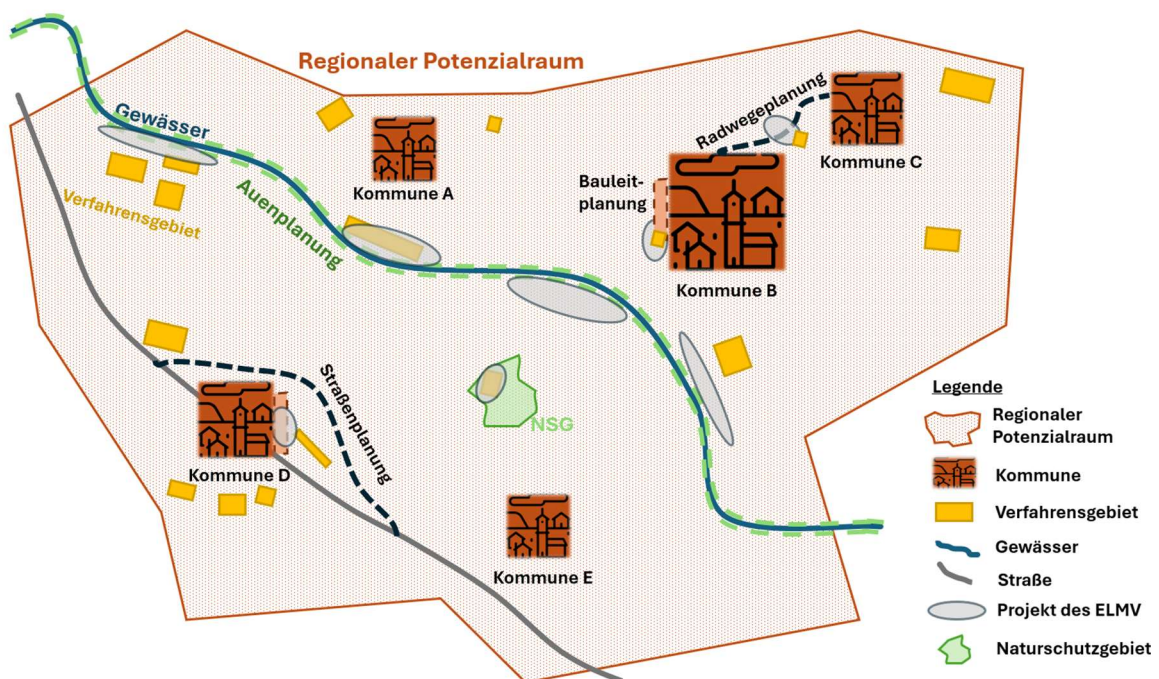 Regionaler Potenzialraum
Gewässer
Radwegeplanung
Kommune C
Kommune A
Bauleit-
planung
Verfahrensgebiet
Auenplanung
Kommune B
NSG
Straßenplanung
Kommune D
Kommune E
Legende
Regionaler
Potenzialraum
Kommune
Verfahrensgebiet
Gewässer
Straße
Projekt des ELMV
Naturschutzgebiet